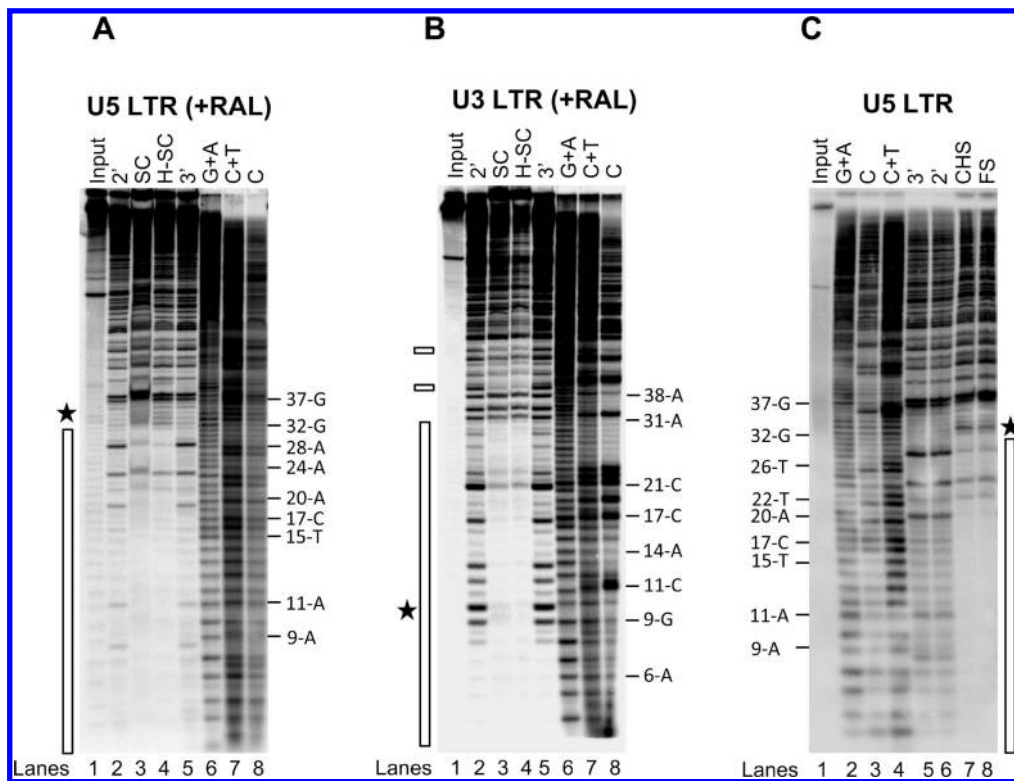 A
B
C
U5 LTR (+RAL)
U3 LTR (+RAL)
U5 LTR
Input
2'
SC
H-SC
3'
G+A
C+T
C
Input
2'
SC
H-SC
3'
G+A
C+T
C
Input
G+A
C
C+T
3'
2'
CHS
FS
37-G
32-G
28-A
24-A
20-A
17-C
15-T
11-A
9-A
38-A
31-A
21-C
17-C
14-A
11-C
9-G
6-A
37-G
32-G
26-T
22-T
20-A
17-C
15-T
11-A
9-A
Lanes 1 2 3 4 5 6 7 8
Lanes 1 2 3 4 5 6 7 8
Lanes 1 2 3 4 5 6 7 8